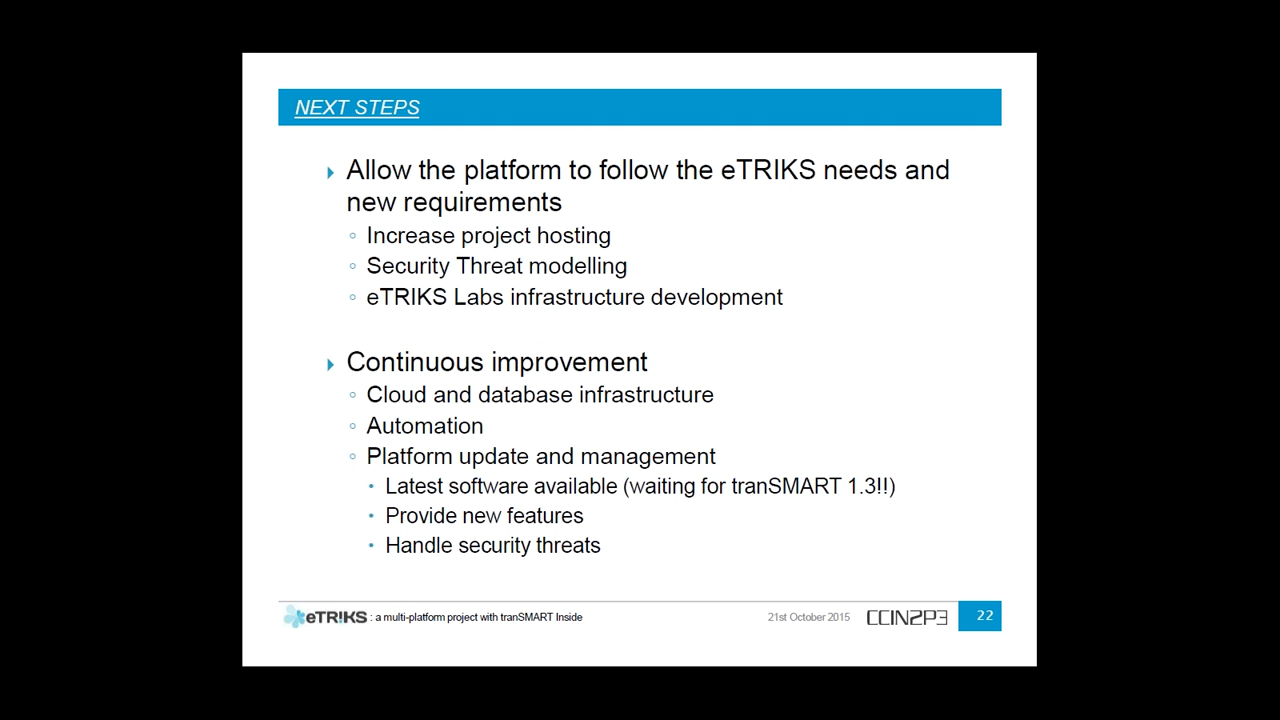 NEXT STEPS
Allow the platform to follow the eTRIKS needs and
new requirements
Increase project hosting
Security Threat modelling
eTRIKS Labs infrastructure development
Continuous improvement
Cloud and database infrastructure
Automation
Platform update and management
Latest software available (waiting for tranSMART 1.3!!)
Provide new features
Handle security threats
eTRIKS : a multi-platform project with tranSMART Inside 21st October 2015 CCIN2P3 22